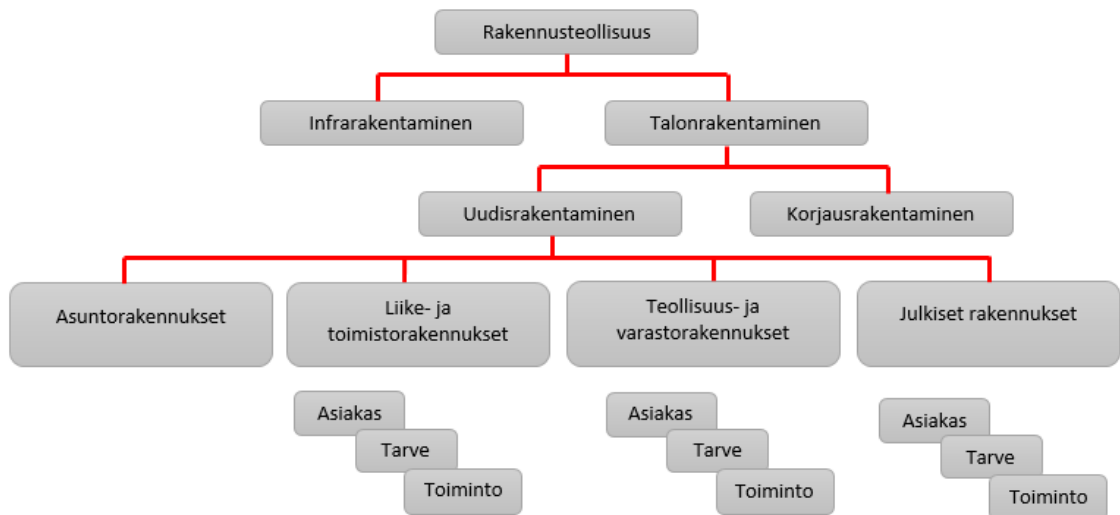 Rakennusteollisuus
Infrarakentaminen
Talonrakentaminen
Uudisrakentaminen
Korjausrakentaminen
Asuntorakennukset
Liike- ja
toimistorakennukset
Teollisuus- ja
varastorakennukset
Julkiset rakennukset
Asiakas
Tarve
Toiminto
Asiakas
Tarve
Toiminto
Asiakas
Tarve
Toiminto